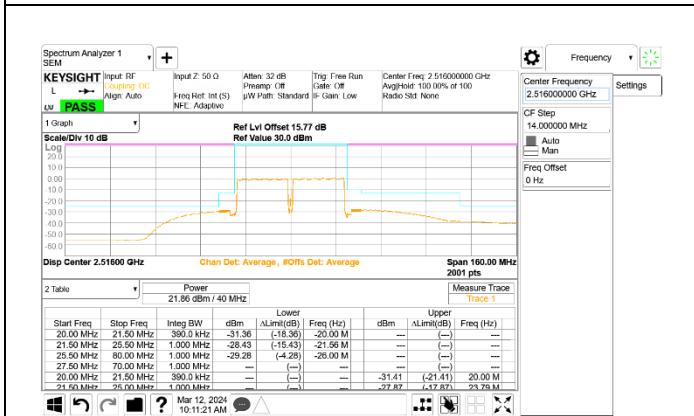 Spectrum Analyzer 1
SEM
+
Frequency
KEYSIGHT
L
LXI PASS
Input: RF
Coupling: DC
Align: Auto
Input Z: 50 Ω
Freq Ref: Int (S)
NFE: Adaptive
Atten: 32 dB
Preamp: Off
µW Path: Standard
Trig: Free Run
Gate: Off
IF Gain: Low
Center Freq: 2.516000000 GHz
Avg|Hold: 100.00% of 100
Radio Std: None
Center Frequency
2.516000000 GHz
Settings
CF Step
14.000000 MHz
Auto
Man
Freq Offset
0 Hz
1 Graph
Scale/Div 10 dB
Ref Lvl Offset 15.77 dB
Ref Value 30.0 dBm
Log
20.0
10.0
0.00
-10.0
-20.0
-30.0
-40.0
-50.0
-60.0
Disp Center 2.51600 GHz
Chan Det: Average, #Offs Det: Average
Span 160.00 MHz
2001 pts
2 Table
Power
21.86 dBm / 40 MHz
Measure Trace
Trace 1
Lower Upper
Start Freq Stop Freq Integ BW dBm ΔLimit(dB) Freq (Hz) dBm ΔLimit(dB) Freq (Hz)
20.00 MHz 21.50 MHz 390.0 kHz -31.36 (-18.36) -20.00 M --- (---) ---
21.50 MHz 25.50 MHz 1.000 MHz -28.43 (-15.43) -21.56 M --- (---) ---
25.50 MHz 80.00 MHz 1.000 MHz -29.28 (-4.28) -26.00 M --- (---) ---
27.50 MHz 70.00 MHz 1.000 MHz --- (---) --- --- (---) ---
20.00 MHz 21.50 MHz 390.0 kHz --- (---) --- -31.41 (-21.41) 20.00 M
21.50 MHz 25.00 MHz 1.000 MHz --- (---) --- -27.87 (-17.87) 23.79 M
?
Mar 12, 2024
10:11:21 AM